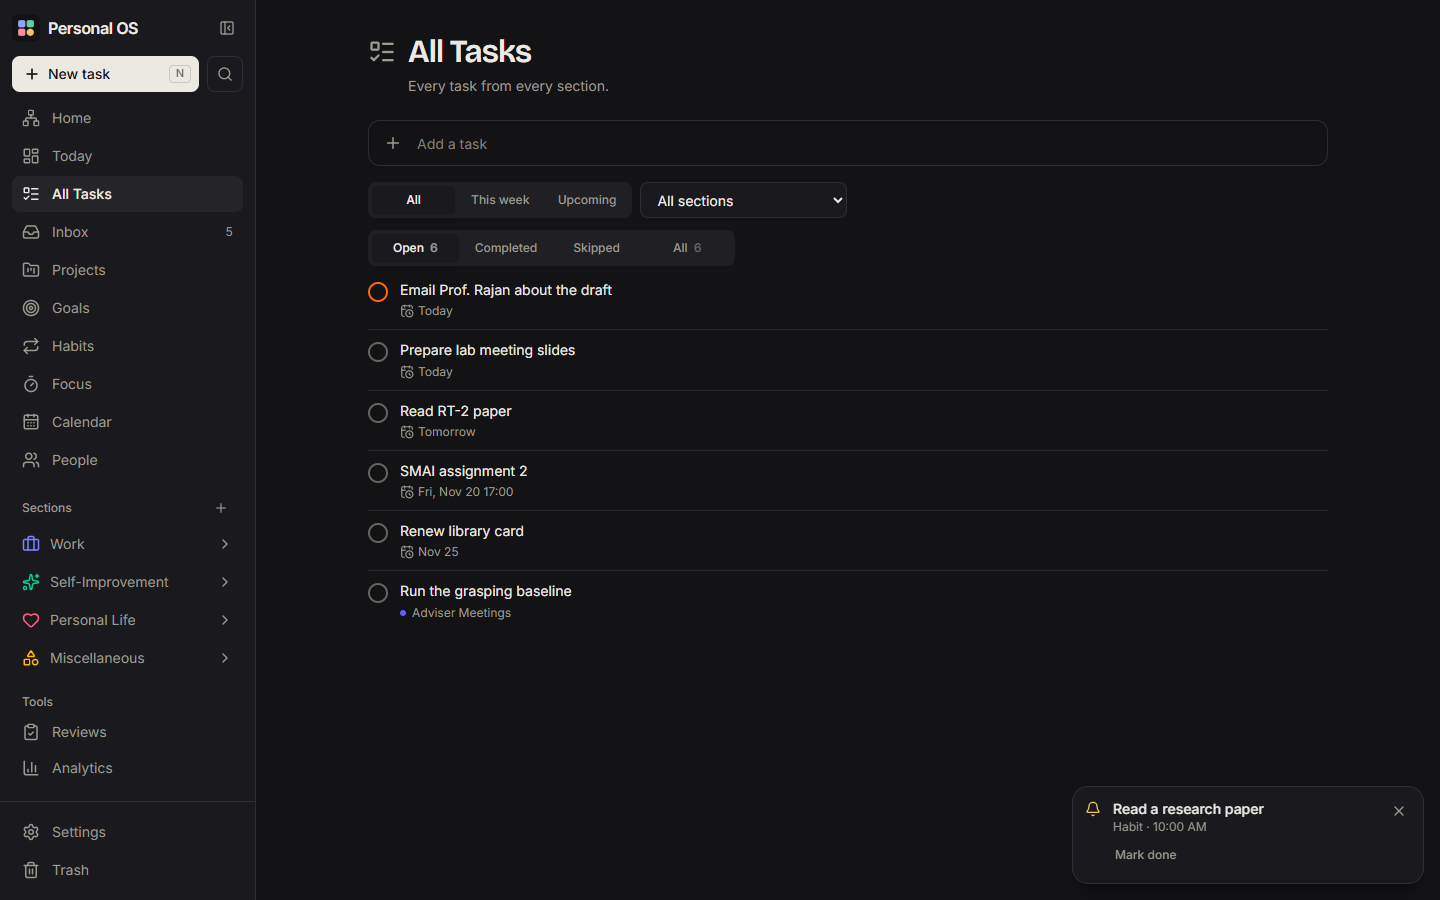 Personal OS
New task N
Home
Today
All Tasks
Inbox 5
Projects
Goals
Habits
Focus
Calendar
People
Sections
Work
Self-Improvement
Personal Life
Miscellaneous
Tools
Reviews
Analytics
Settings
Trash
All Tasks
Every task from every section.
Add a task
All This week Upcoming All sections
Open 6 Completed Skipped All 6
Email Prof. Rajan about the draft
Today
Prepare lab meeting slides
Today
Read RT-2 paper
Tomorrow
SMAI assignment 2
Fri, Nov 20 17:00
Renew library card
Nov 25
Run the grasping baseline
Adviser Meetings
Read a research paper
Habit · 10:00 AM
Mark done